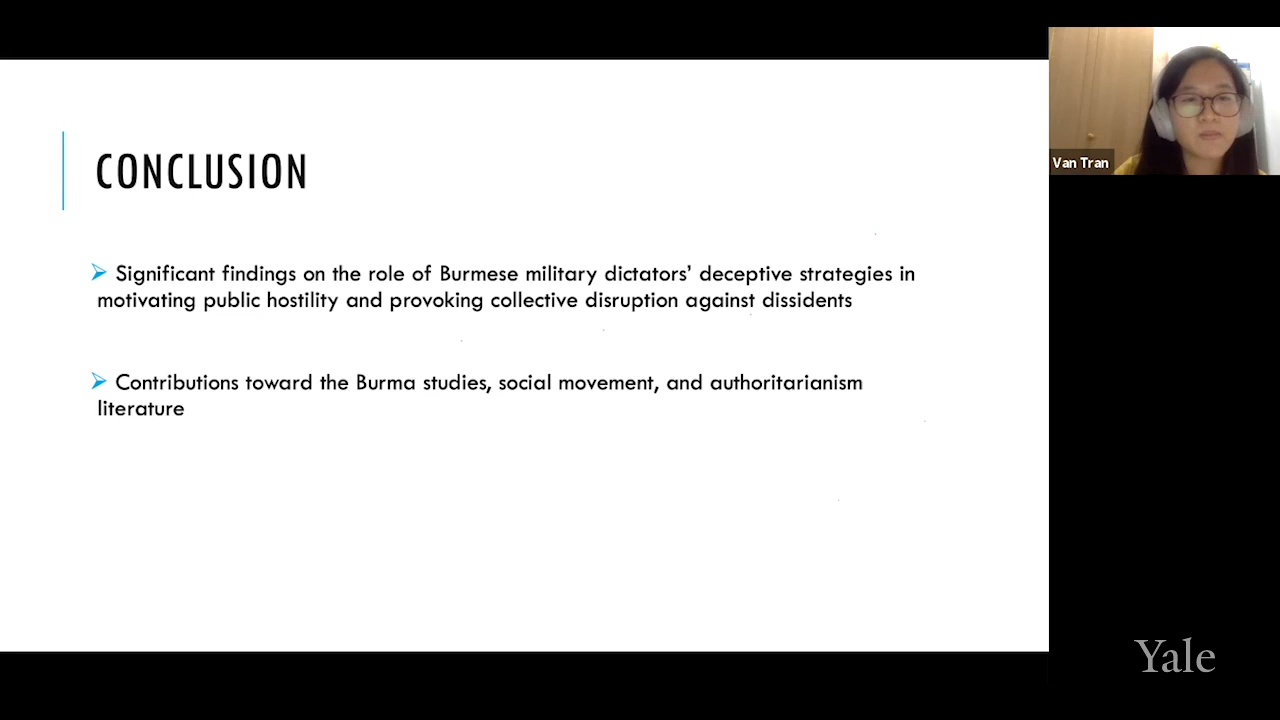 CONCLUSION
Significant findings on the role of Burmese military dictators’ deceptive strategies in
motivating public hostility and provoking collective disruption against dissidents
Contributions toward the Burma studies, social movement, and authoritarianism
literature
Van Tran
Yale